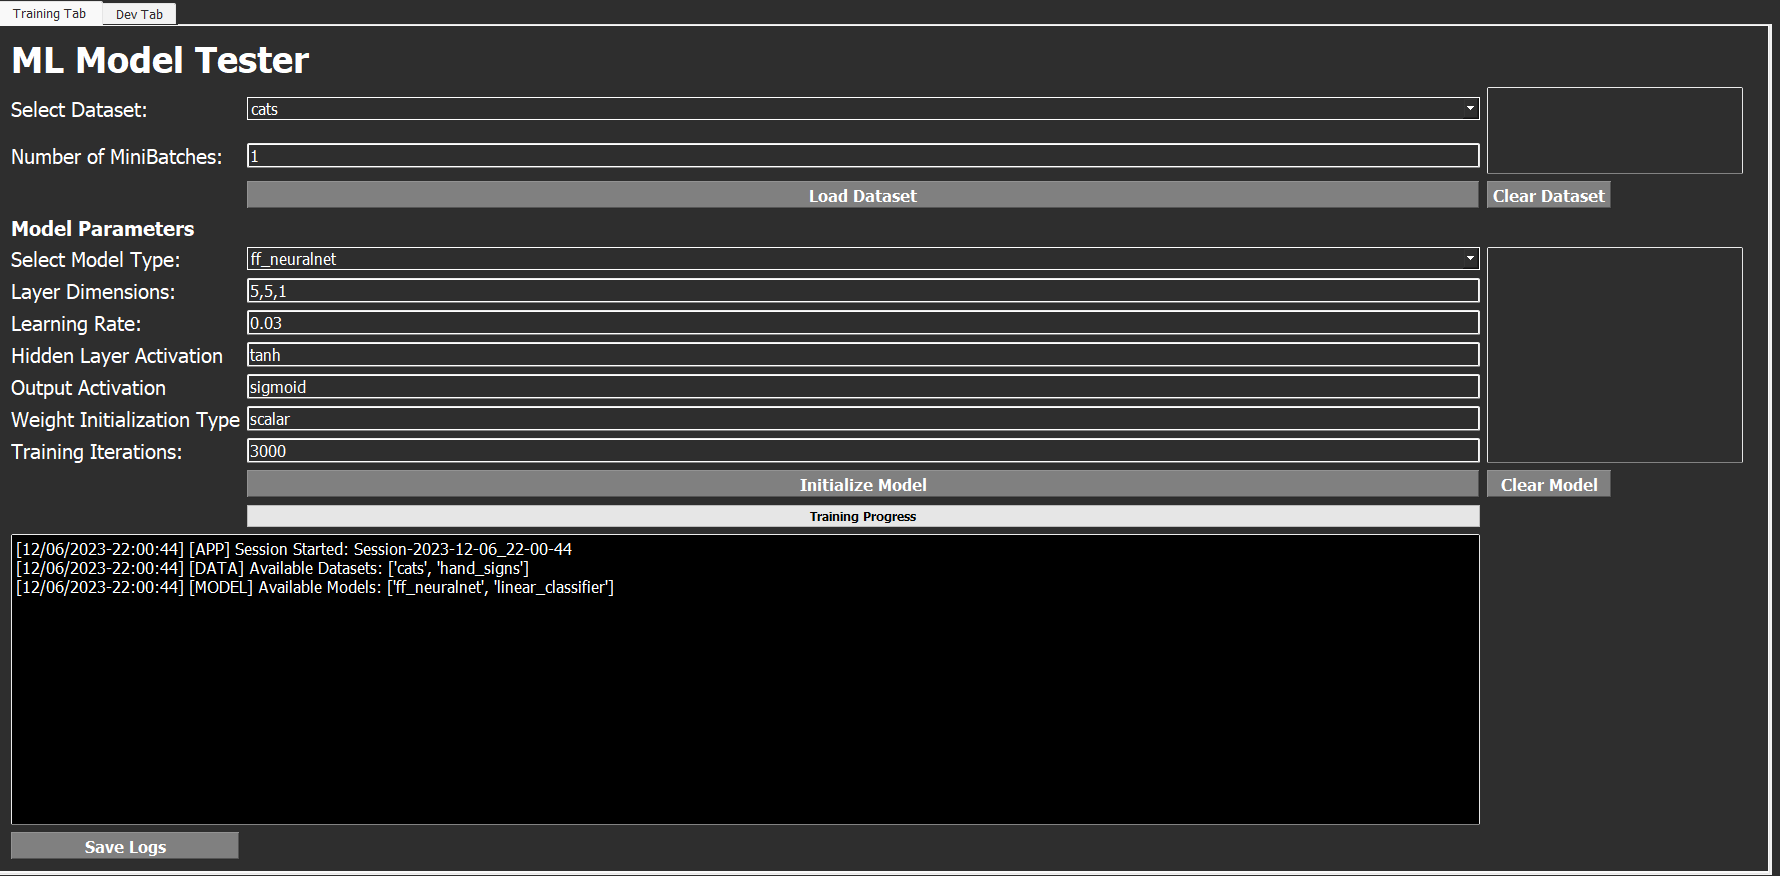 Training Tab Dev Tab
ML Model Tester
Select Dataset: cats
Number of MiniBatches: 1
Load Dataset Clear Dataset
Model Parameters
Select Model Type: ff_neuralnet
Layer Dimensions: 5,5,1
Learning Rate: 0.03
Hidden Layer Activation tanh
Output Activation sigmoid
Weight Initialization Type scalar
Training Iterations: 3000
Initialize Model Clear Model
Training Progress
[12/06/2023-22:00:44] [APP] Session Started: Session-2023-12-06_22-00-44
[12/06/2023-22:00:44] [DATA] Available Datasets: ['cats', 'hand_signs']
[12/06/2023-22:00:44] [MODEL] Available Models: ['ff_neuralnet', 'linear_classifier']
Save Logs